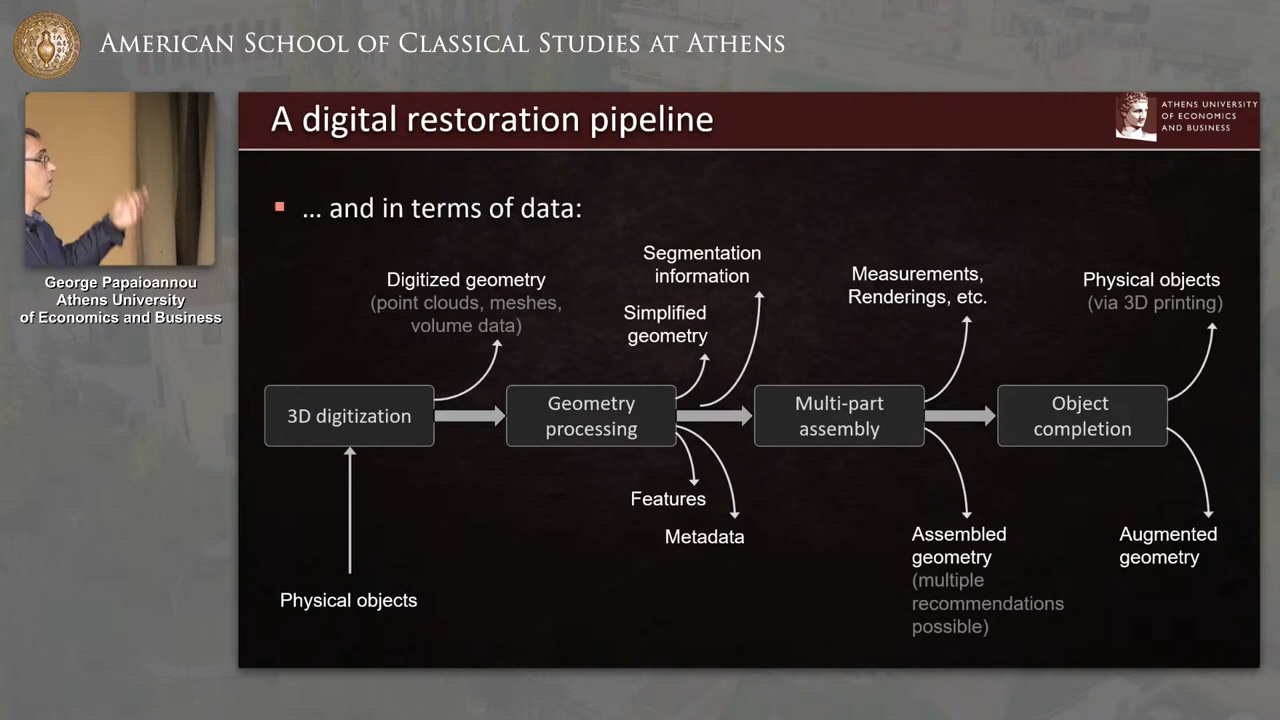 AMERICAN SCHOOL OF CLASSICAL STUDIES AT ATHENS
George Papaioannou
Athens University
of Economics and Business
A digital restoration pipeline
ATHENS UNIVERSITY
OF ECONOMICS
AND BUSINESS
... and in terms of data:
Digitized geometry
(point clouds, meshes,
volume data)
Segmentation
information
Simplified
geometry
Measurements,
Renderings, etc.
Physical objects
(via 3D printing)
3D digitization
Geometry
processing
Multi-part
assembly
Object
completion
Features
Metadata
Assembled
geometry
(multiple
recommendations
possible)
Augmented
geometry
Physical objects